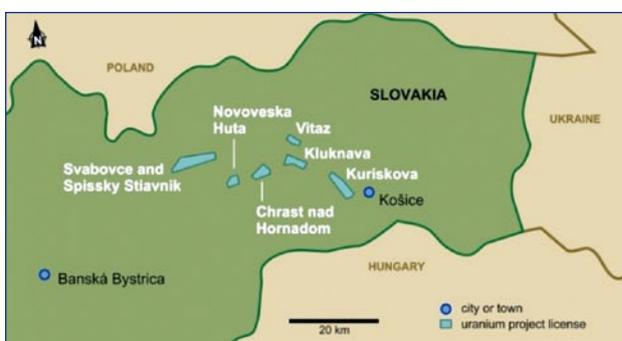 N
POLAND
SLOVAKIA
UKRAINE
Novoveska
Huta
Vitaz
Svabovce and
Spissky Stiavnik
Kluknava
Kuriskova
Košice
Chrast nad
Hornadom
Banská Bystrica
HUNGARY
city or town
uranium project license
20 km